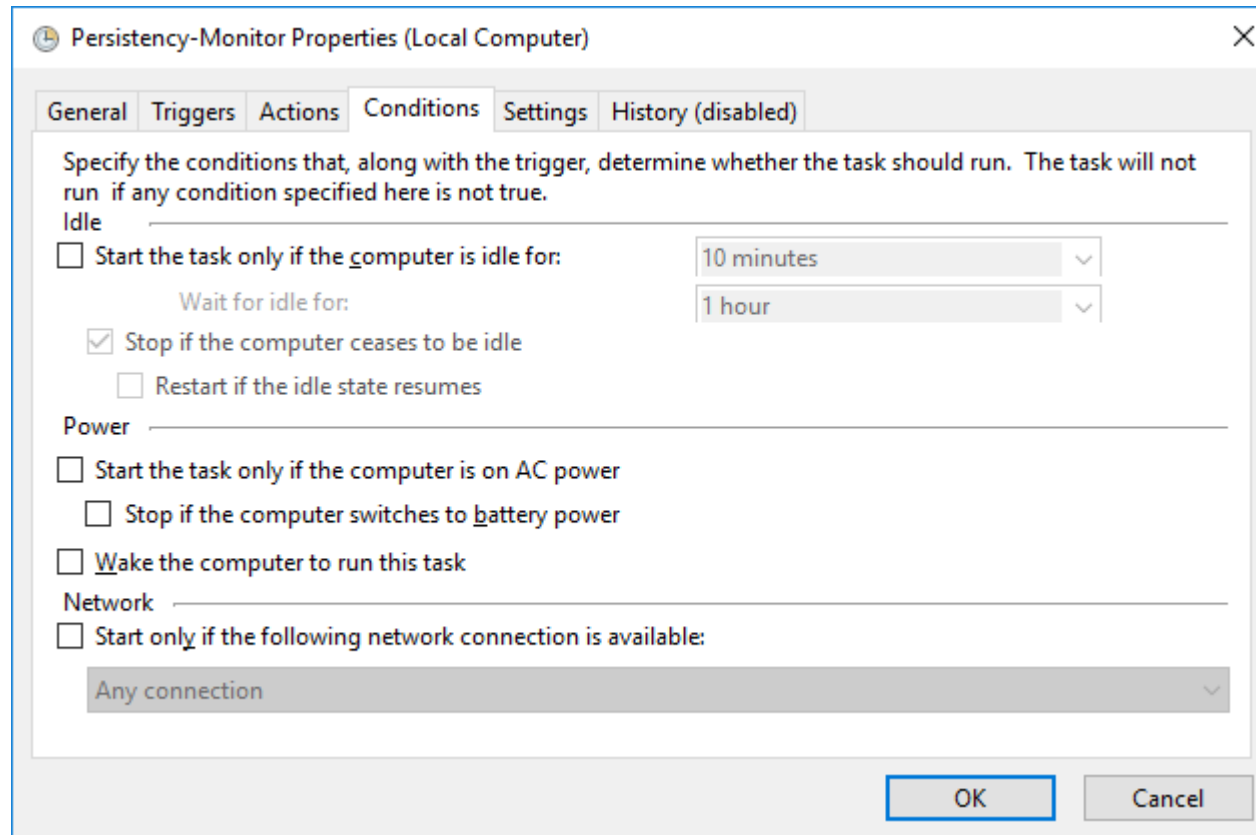 Persistency-Monitor Properties (Local Computer)
General Triggers Actions Conditions Settings History (disabled)
Specify the conditions that, along with the trigger, determine whether the task should run.  The task will not
run  if any condition specified here is not true.
Idle
Start the task only if the computer is idle for: 10 minutes
Wait for idle for: 1 hour
Stop if the computer ceases to be idle
Restart if the idle state resumes
Power
Start the task only if the computer is on AC power
Stop if the computer switches to battery power
Wake the computer to run this task
Network
Start only if the following network connection is available:
Any connection
OK Cancel